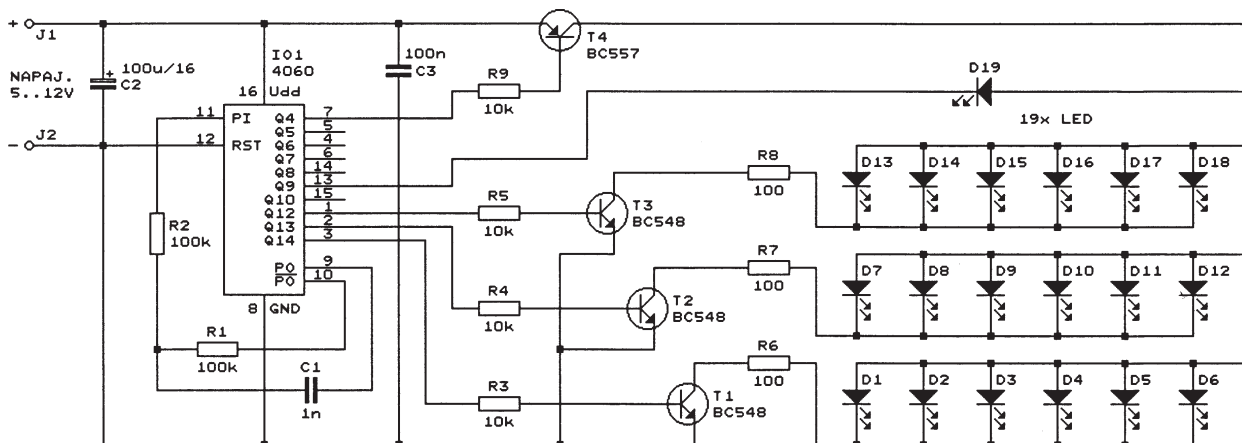 + J1
NAPAJ.
5..12V
- J2
100u/16
+
C2
IO1
4060
16 Udd
11 PI
12 RST
Q4 7
Q5 5
Q6 4
Q7 6
Q8 14
Q9 13
Q10 15
Q12 1
Q13 2
Q14 3
PO 9
PO 10
8 GND
R2
100k
R1
100k
C1
1n
100n
C3
R9
10k
T4
BC557
D19
19x LED
R5
10k
T3
BC548
R8
100
D13 D14 D15 D16 D17 D18
R4
10k
T2
BC548
R7
100
D7 D8 D9 D10 D11 D12
R3
10k
T1
BC548
R6
100
D1 D2 D3 D4 D5 D6